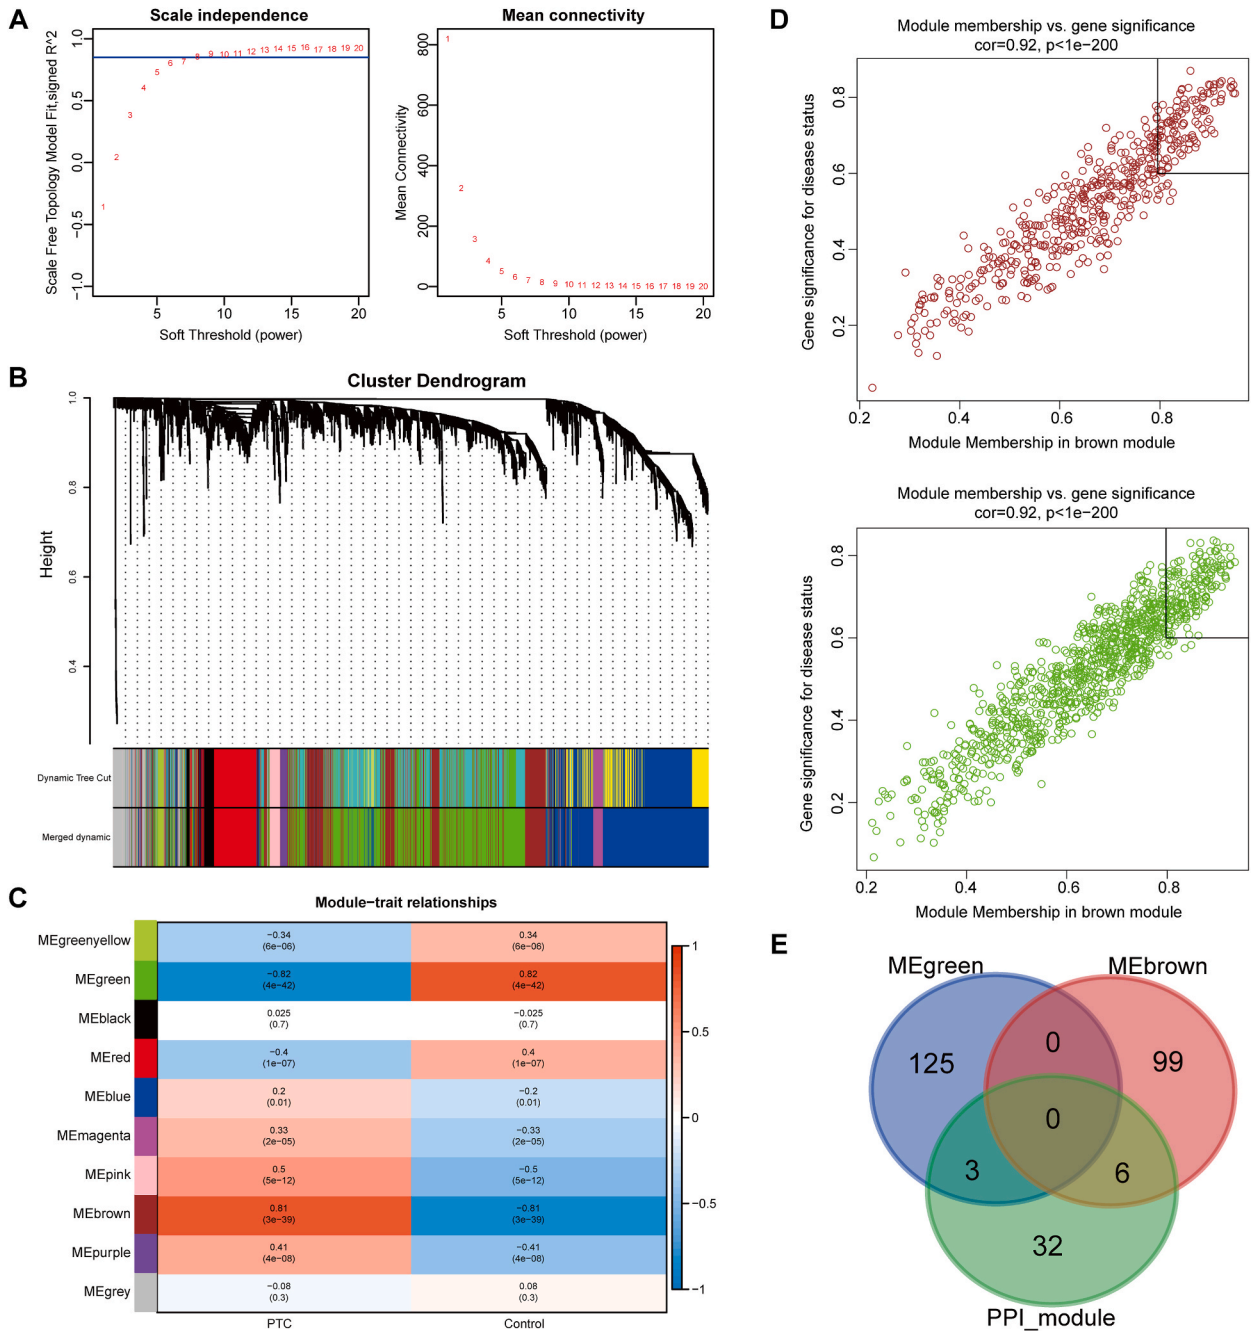 A
Scale independence
Scale Free Topology Model Fit,signed R^2
1.0
0.5
0.0
−0.5
−1.0
1 2 3 4 5 6 7 8 9 10 11 12 13 14 15 16 17 18 19 20
5 10 15 20
Soft Threshold (power)
Mean connectivity
Mean Connectivity
800
600
400
200
0
1 2 3 4 5 6 7 8 9 10 11 12 13 14 15 16 17 18 19 20
5 10 15 20
Soft Threshold (power)
B
Cluster Dendrogram
Height
1.0
0.8
0.6
0.4
Dynamic Tree Cut
Merged dynamic
C
Module−trait relationships
MEgreenyellow −0.34 0.34
(6e−06) (6e−06)
MEgreen −0.82 0.82
(4e−42) (4e−42)
MEblack 0.025 −0.025
(0.7) (0.7)
MEred −0.4 0.4
(1e−07) (1e−07)
MEblue 0.2 −0.2
(0.01) (0.01)
MEmagenta 0.33 −0.33
(2e−05) (2e−05)
MEpink 0.5 −0.5
(5e−12) (5e−12)
MEbrown 0.81 −0.81
(3e−39) (3e−39)
MEpurple 0.41 −0.41
(4e−08) (4e−08)
MEgrey −0.08 0.08
(0.3) (0.3)
PTC Control
1
0.5
0
−0.5
−1
D
Module membership vs. gene significance
cor=0.92, p<1e−200
Gene significance for disease status
0.8
0.6
0.4
0.2
0.2 0.4 0.6 0.8
Module Membership in brown module
Module membership vs. gene significance
cor=0.92, p<1e−200
Gene significance for disease status
0.8
0.6
0.4
0.2
0.2 0.4 0.6 0.8
Module Membership in brown module
E
MEgreen MEbrown
125 0 99
0
3 6
32
PPI_module